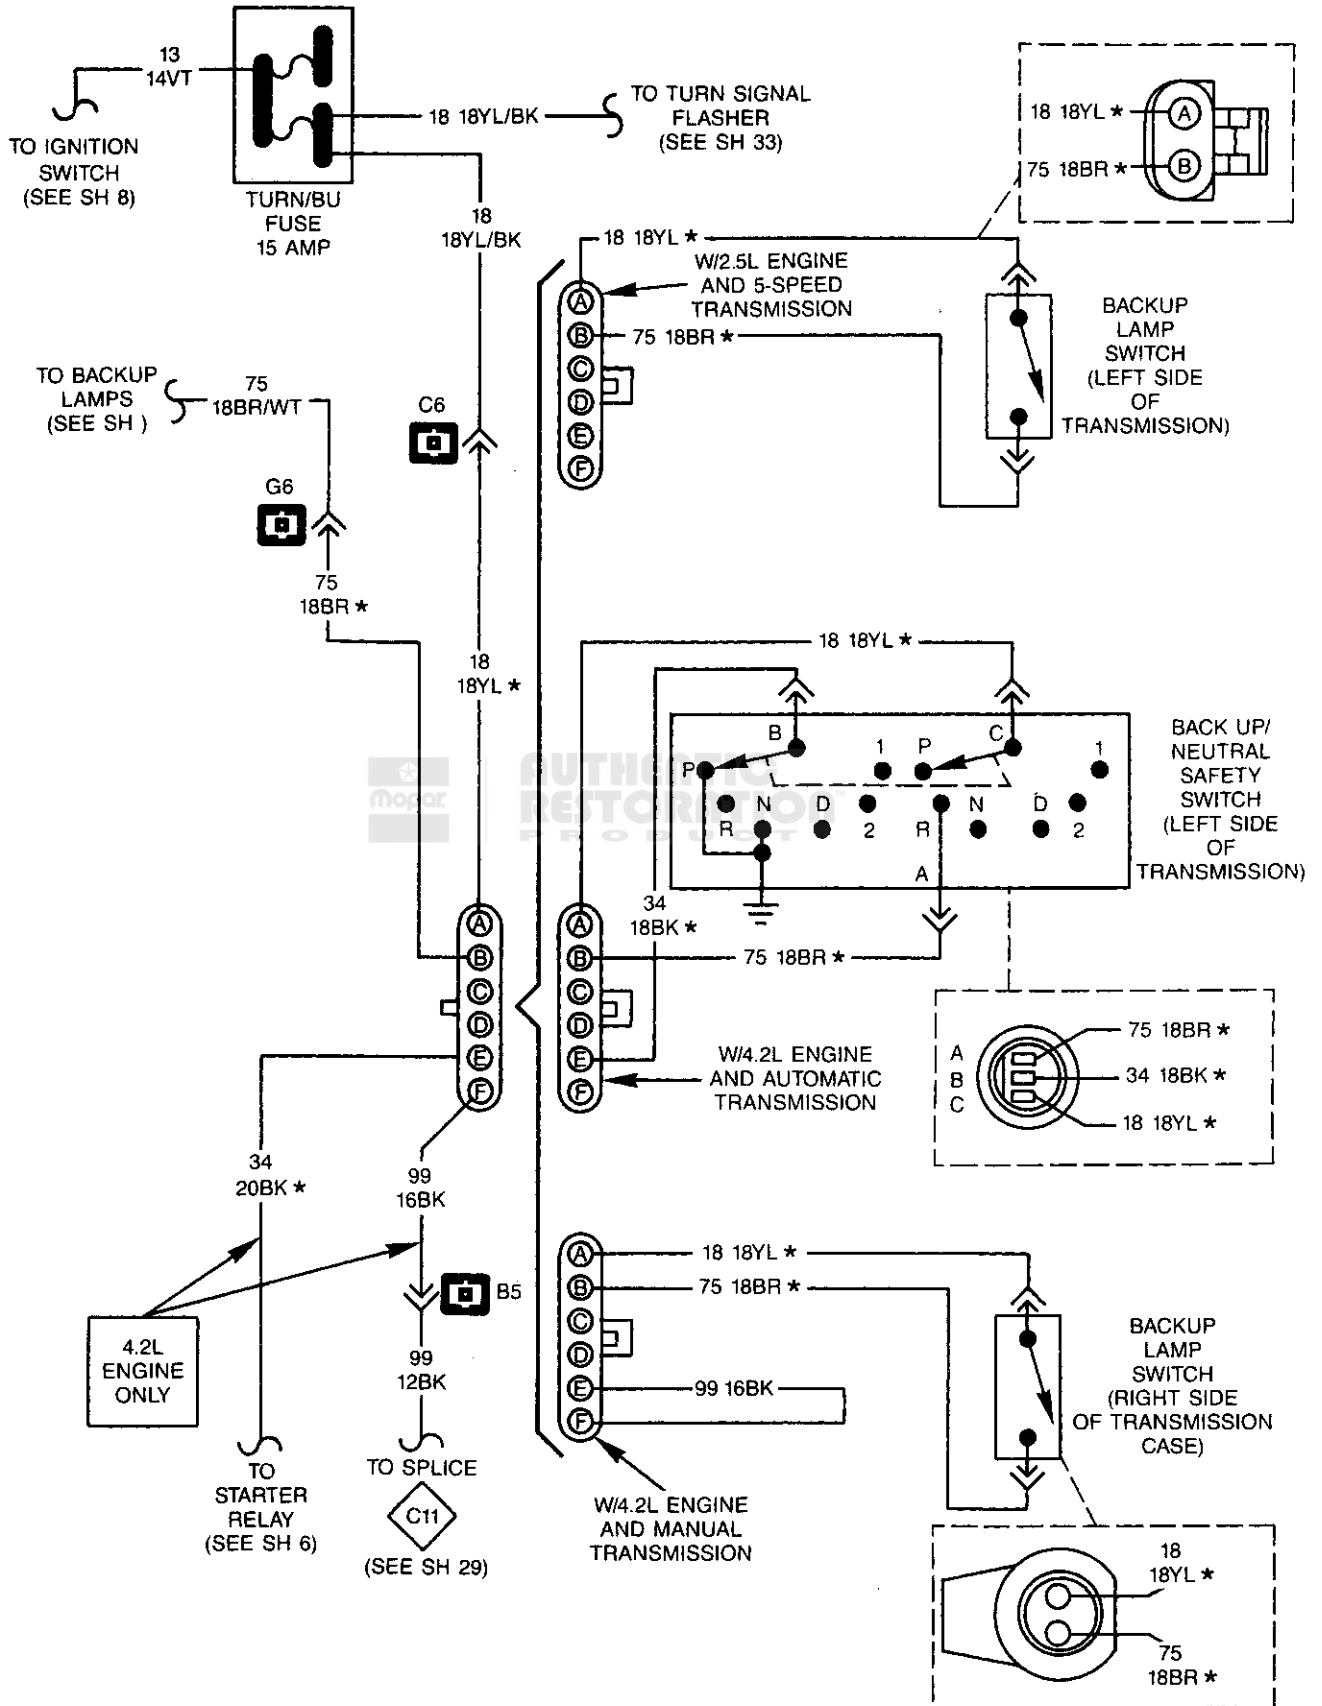 13
14VT
TO IGNITION
SWITCH
(SEE SH 8)
TURN/BU
FUSE
15 AMP
18 18YL/BK
TO TURN SIGNAL
FLASHER
(SEE SH 33)
18
18YL/BK
18 18YL *
A
75 18BR *
B
18 18YL *
W/2.5L ENGINE
AND 5-SPEED
TRANSMISSION
A
B
C
D
E
F
75 18BR *
BACKUP
LAMP
SWITCH
(LEFT SIDE
OF
TRANSMISSION)
TO BACKUP
LAMPS
(SEE SH )
75
18BR/WT
C6
G6
75
18BR *
18
18YL *
18 18YL *
B
C
P
1
P
1
R
N
D
2
R
N
D
2
A
BACK UP/
NEUTRAL
SAFETY
SWITCH
(LEFT SIDE
OF
TRANSMISSION)
Mopar
AUTHENTIC
RESTORATION™
PRODUCT
34
18BK *
75 18BR *
A
B
C
D
E
F
A
B
C
D
E
F
W/4.2L ENGINE
AND AUTOMATIC
TRANSMISSION
A
B
C
75 18BR *
34 18BK *
18 18YL *
34
20BK *
99
16BK
B5
4.2L
ENGINE
ONLY
99
12BK
TO
STARTER
RELAY
(SEE SH 6)
TO SPLICE
C11
(SEE SH 29)
A
B
C
D
E
F
18 18YL *
75 18BR *
99 16BK
W/4.2L ENGINE
AND MANUAL
TRANSMISSION
BACKUP
LAMP
SWITCH
(RIGHT SIDE
OF TRANSMISSION
CASE)
18
18YL *
75
18BR *